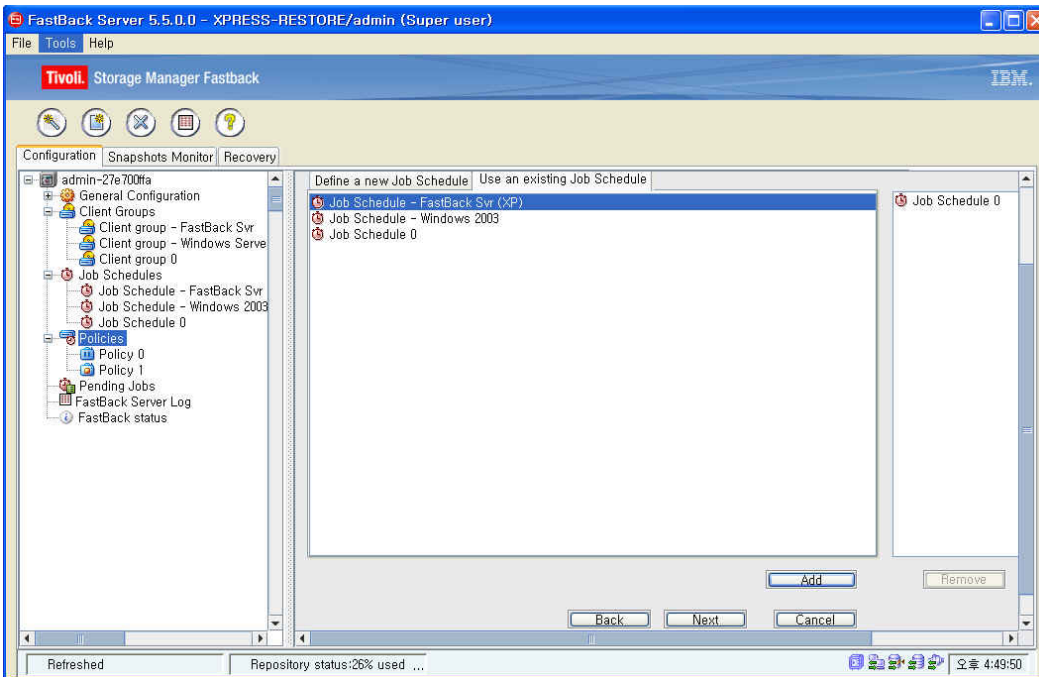 FastBack Server 5.5.0.0 - XPRESS-RESTORE/admin (Super user)
File Tools Help
Tivoli. Storage Manager Fastback
IBM.
Configuration Snapshots Monitor Recovery
admin-27e700ffa
General Configuration
Client Groups
Client group - FastBack Svr
Client group - Windows Serve
Client group 0
Job Schedules
Job Schedule - FastBack Svr
Job Schedule - Windows 2003
Job Schedule 0
Policies
Policy 0
Policy 1
Pending Jobs
FastBack Server Log
FastBack status
Define a new Job Schedule Use an existing Job Schedule
Job Schedule - FastBack Svr (XP)
Job Schedule - Windows 2003
Job Schedule 0
Job Schedule 0
Add Remove
Back Next Cancel
Refreshed Repository status:26% used ... 오후 4:49:50